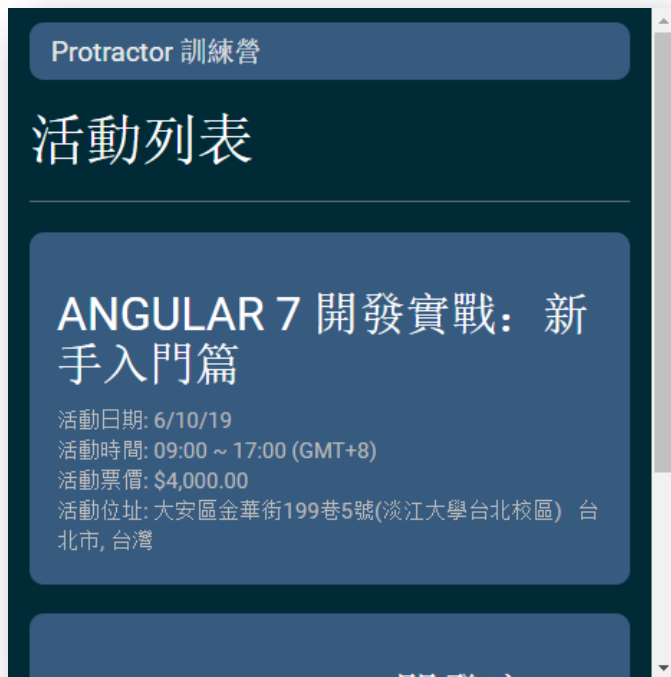 Protractor 訓練營
活動列表
ANGULAR 7 開發實戰：新
手入門篇
活動日期: 6/10/19
活動時間: 09:00 ~ 17:00 (GMT+8)
活動票價: $4,000.00
活動位址: 大安區金華街199巷5號(淡江大學台北校區) 台
北市, 台灣